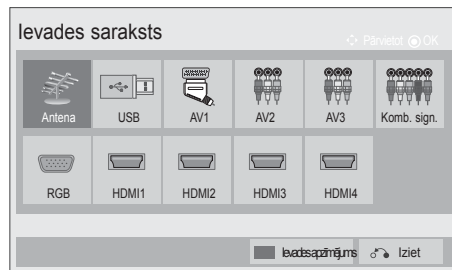 Ievades saraksts
Pārvietot OK
Antena USB AV1 AV2 AV3 Komb. sign.
RGB HDMI1 HDMI2 HDMI3 HDMI4
Ievades apzīmējums Iziet